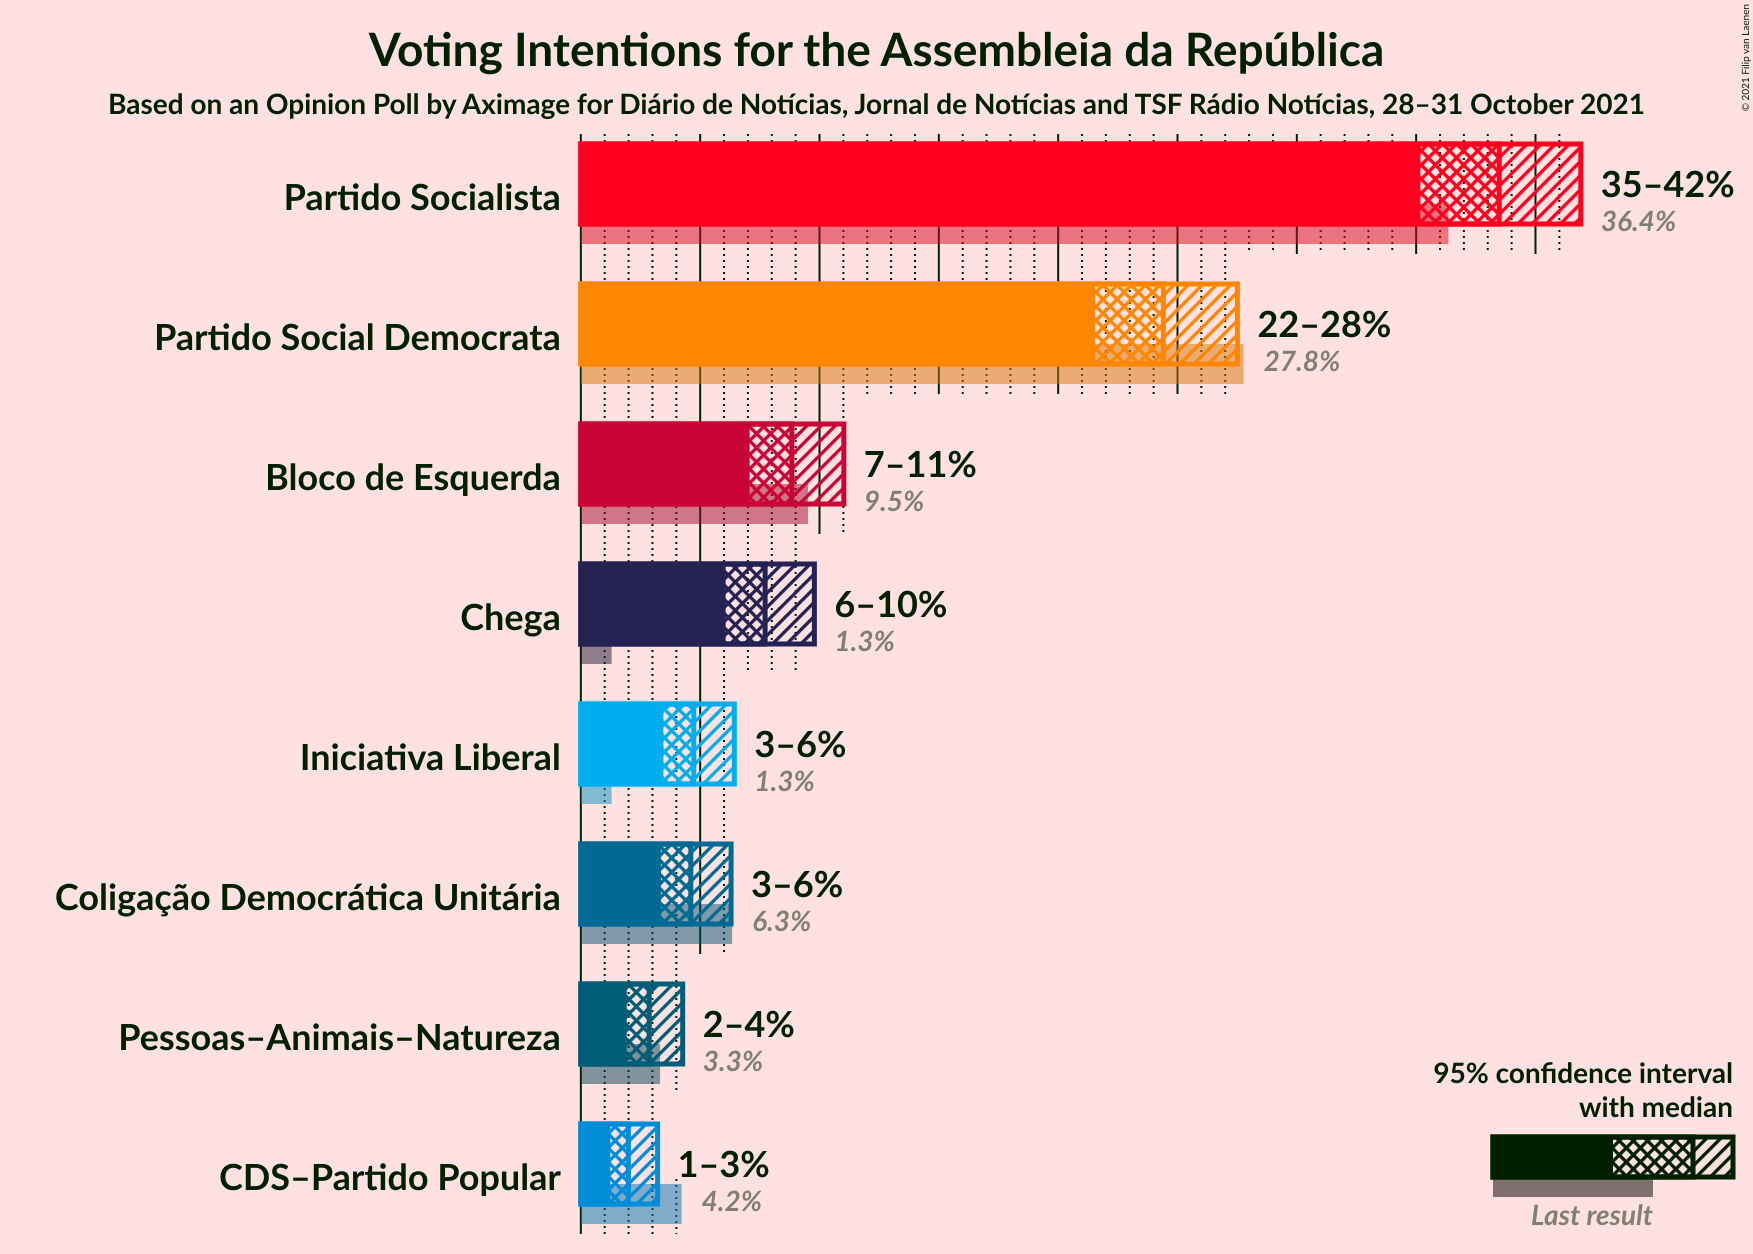 Voting Intentions for the Assembleia da República
Based on an Opinion Poll by Aximage for Diário de Notícias, Jornal de Notícias and TSF Rádio Notícias, 28–31 October 2021
© 2021 Filip van Laenen
Partido Socialista
35–42%
36.4%
Partido Social Democrata
22–28%
27.8%
Bloco de Esquerda
7–11%
9.5%
Chega
6–10%
1.3%
Iniciativa Liberal
3–6%
1.3%
Coligação Democrática Unitária
3–6%
6.3%
Pessoas–Animais–Natureza
2–4%
3.3%
CDS–Partido Popular
1–3%
4.2%
95% confidence interval
with median
Last result